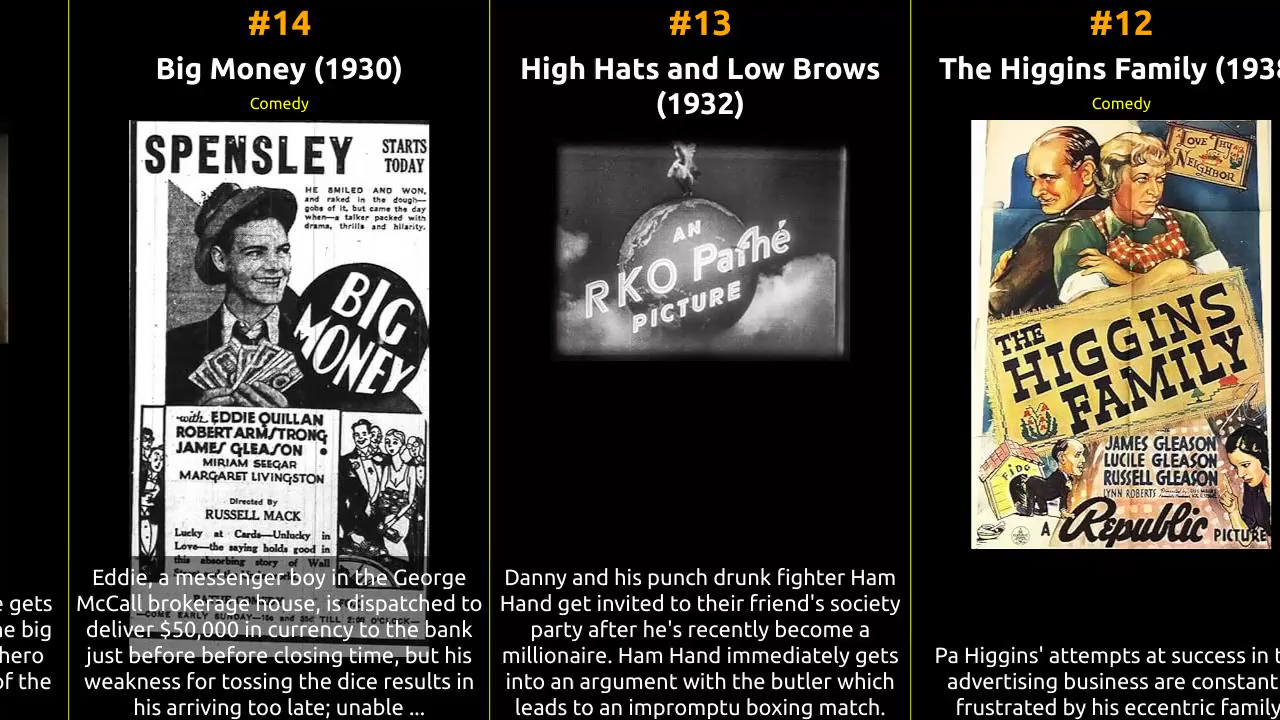 #14
Big Money (1930)
Comedy
SPENSLEY
STARTS
TODAY
HE SMILED AND WON,
and raked in the dough—
gobs of it, but came the day
when—a talker packed with
drama, thrills and hilarity.
BIG
MONEY
with EDDIE QUILLAN
ROBERT ARMSTRONG
JAMES GLEASON
MIRIAM SEEGAR
MARGARET LIVINGSTON
Directed By
RUSSELL MACK
Lucky at Cards—Unlucky in
Love—the saying holds good in
this absorbing story of Wall
Eddie, a messenger boy in the George
McCall brokerage house, is dispatched to
deliver $50,000 in currency to the bank
just before before closing time, but his
weakness for tossing the dice results in
his arriving too late; unable ...
#13
High Hats and Low Brows
(1932)
AN
RKO Pathé
PICTURE
Danny and his punch drunk fighter Ham
Hand get invited to their friend's society
party after he's recently become a
millionaire. Ham Hand immediately gets
into an argument with the butler which
leads to an impromptu boxing match.
#12
The Higgins Family (193
Comedy
LOVE THY
NEIGHBOR
THE
HIGGINS
FAMILY
JAMES GLEASON
LUCILE GLEASON
RUSSELL GLEASON
LYNN ROBERTS
FIDO
A Republic PICTURE
Pa Higgins' attempts at success in t
advertising business are constant
frustrated by his eccentric family
e gets
he big
hero
of the